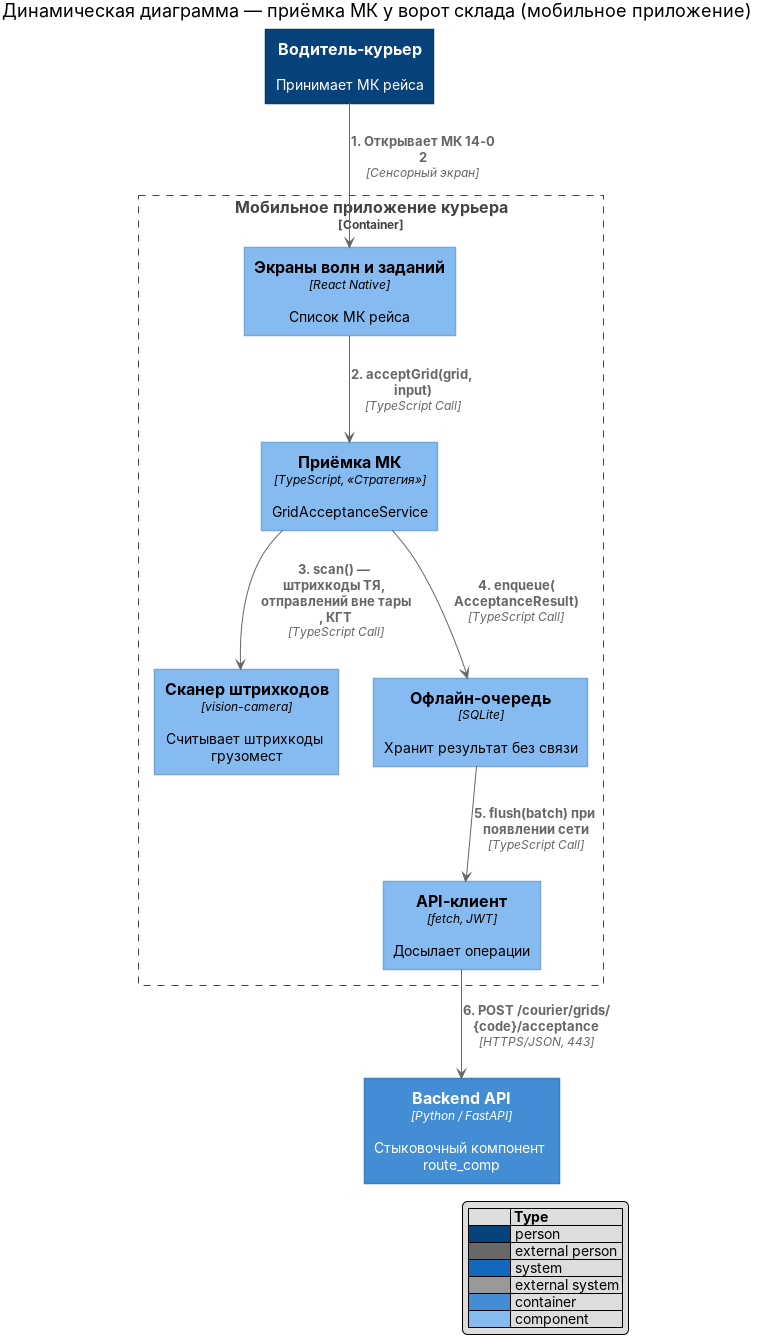 Динамическая диаграмма — приёмка МК у ворот склада (мобильное приложение)
Водитель-курьер
Принимает МК рейса
1. Открывает МК 14-0
2
[Сенсорный экран]
Мобильное приложение курьера
[Container]
Экраны волн и заданий
[React Native]
Список МК рейса
2. acceptGrid(grid,
input)
[TypeScript Call]
Приёмка МК
[TypeScript, «Стратегия»]
GridAcceptanceService
3. scan() —
штрихкоды ТЯ,
отправлений вне тары
, КГТ
[TypeScript Call]
4. enqueue(
AcceptanceResult)
[TypeScript Call]
Сканер штрихкодов
[vision-camera]
Считывает штрихкоды
грузомест
Офлайн-очередь
[SQLite]
Хранит результат без связи
5. flush(batch) при
появлении сети
[TypeScript Call]
API-клиент
[fetch, JWT]
Досылает операции
6. POST /courier/grids/
{code}/acceptance
[HTTPS/JSON, 443]
Backend API
[Python / FastAPI]
Стыковочный компонент
route_comp
Type
person
external person
system
external system
container
component